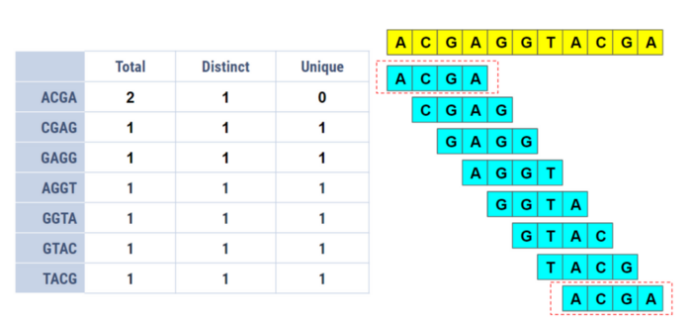 Total Distinct Unique
ACGA 2 1 0
CGAG 1 1 1
GAGG 1 1 1
AGGT 1 1 1
GGTA 1 1 1
GTAC 1 1 1
TACG 1 1 1
A C G A G G T A C G A
A C G A
C G A G
G A G G
A G G T
G G T A
G T A C
T A C G
A C G A